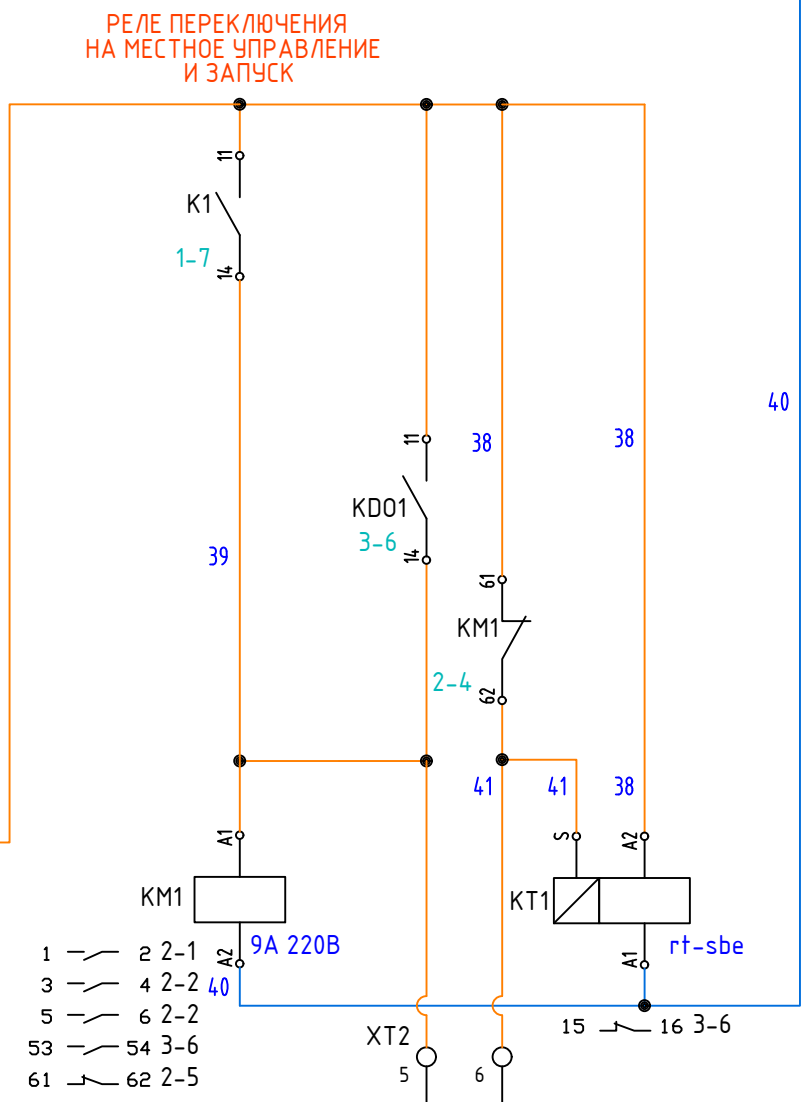 РЕЛЕ ПЕРЕКЛЮЧЕНИЯ
НА МЕСТНОЕ УПРАВЛЕНИЕ
И ЗАПУСК
11
K1
1-7
14
40
11
38
38
KDO1
3-6
14
39
61
KM1
2-4
62
41
41
38
A1
S
A2
KM1
KT1
A2
9A 220B
A1
rt-sbe
40
1 2 2-1
3 4 2-2
5 6 2-2
53 54 3-6
61 62 2-5
15 16 3-6
XT2
5
6